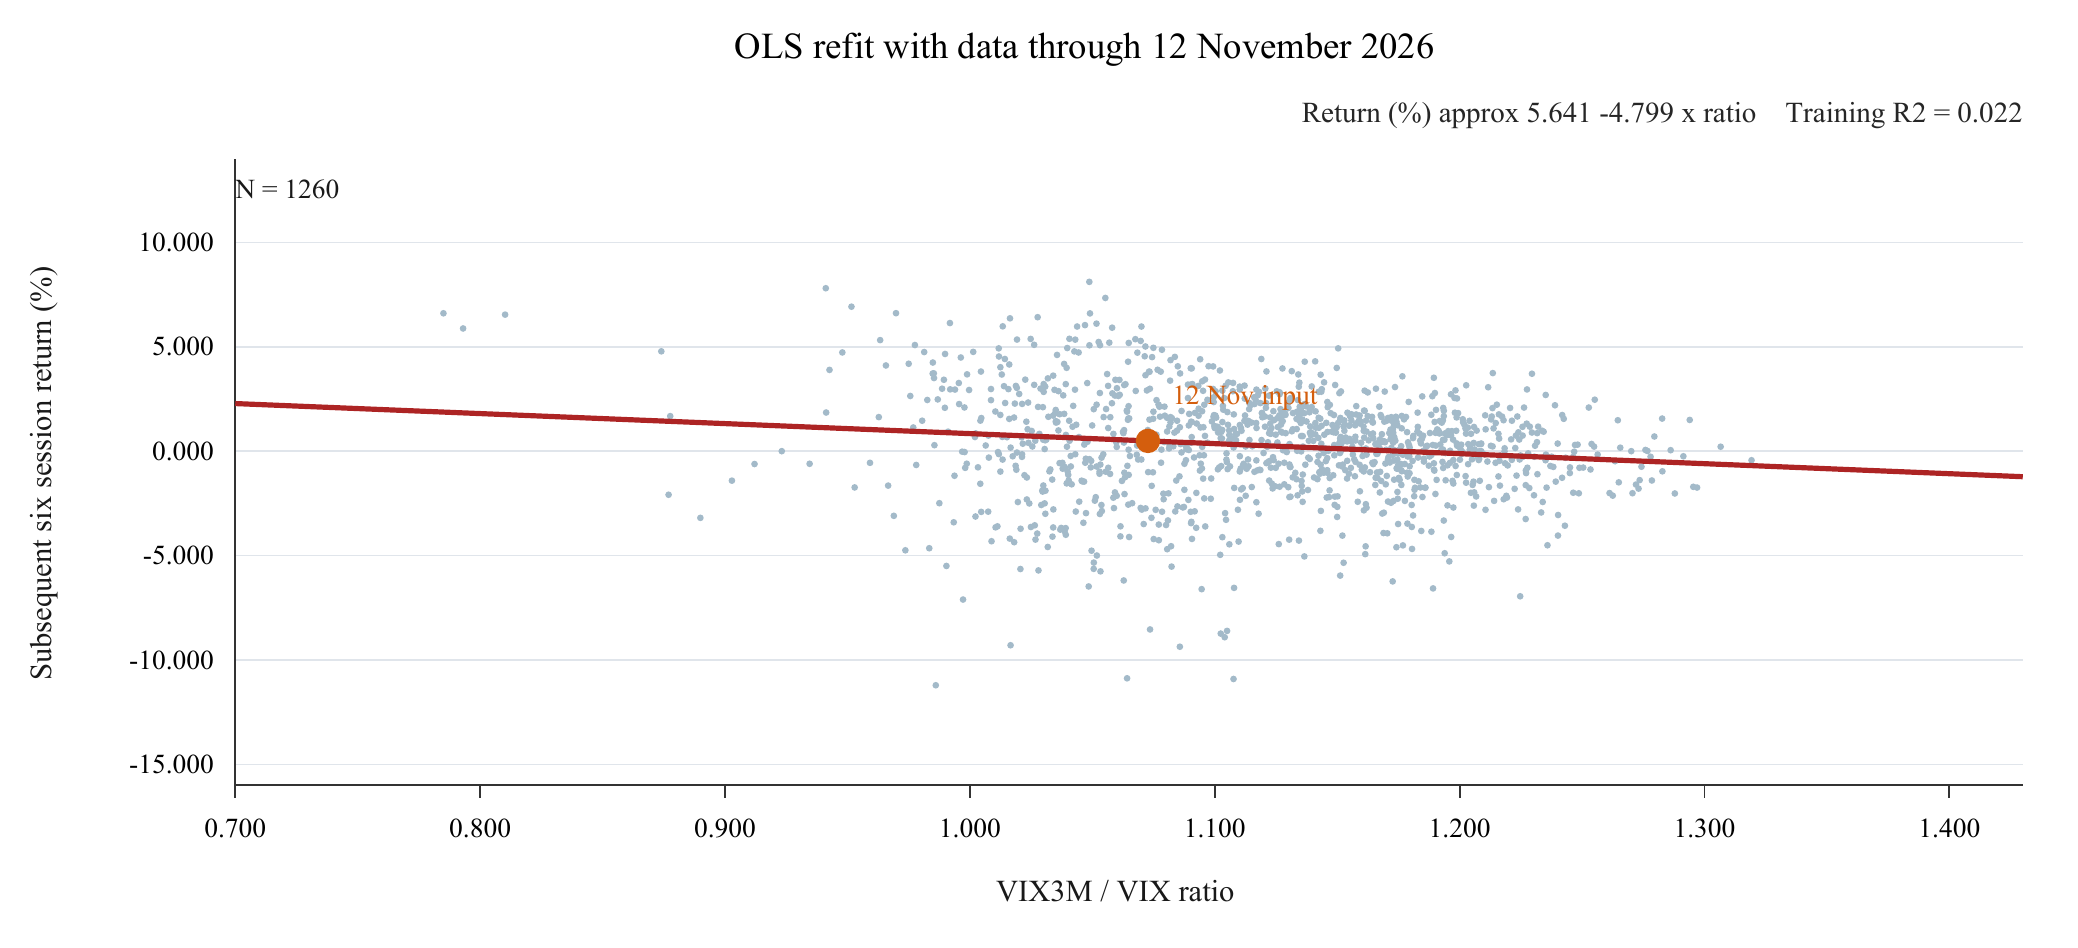 OLS refit with data through 12 November 2026
Return (%) approx 5.641 -4.799 x ratio    Training R2 = 0.022
N = 1260
10.000
5.000
0.000
-5.000
-10.000
-15.000
Subsequent six session return (%)
12 Nov input
0.700 0.800 0.900 1.000 1.100 1.200 1.300 1.400
VIX3M / VIX ratio